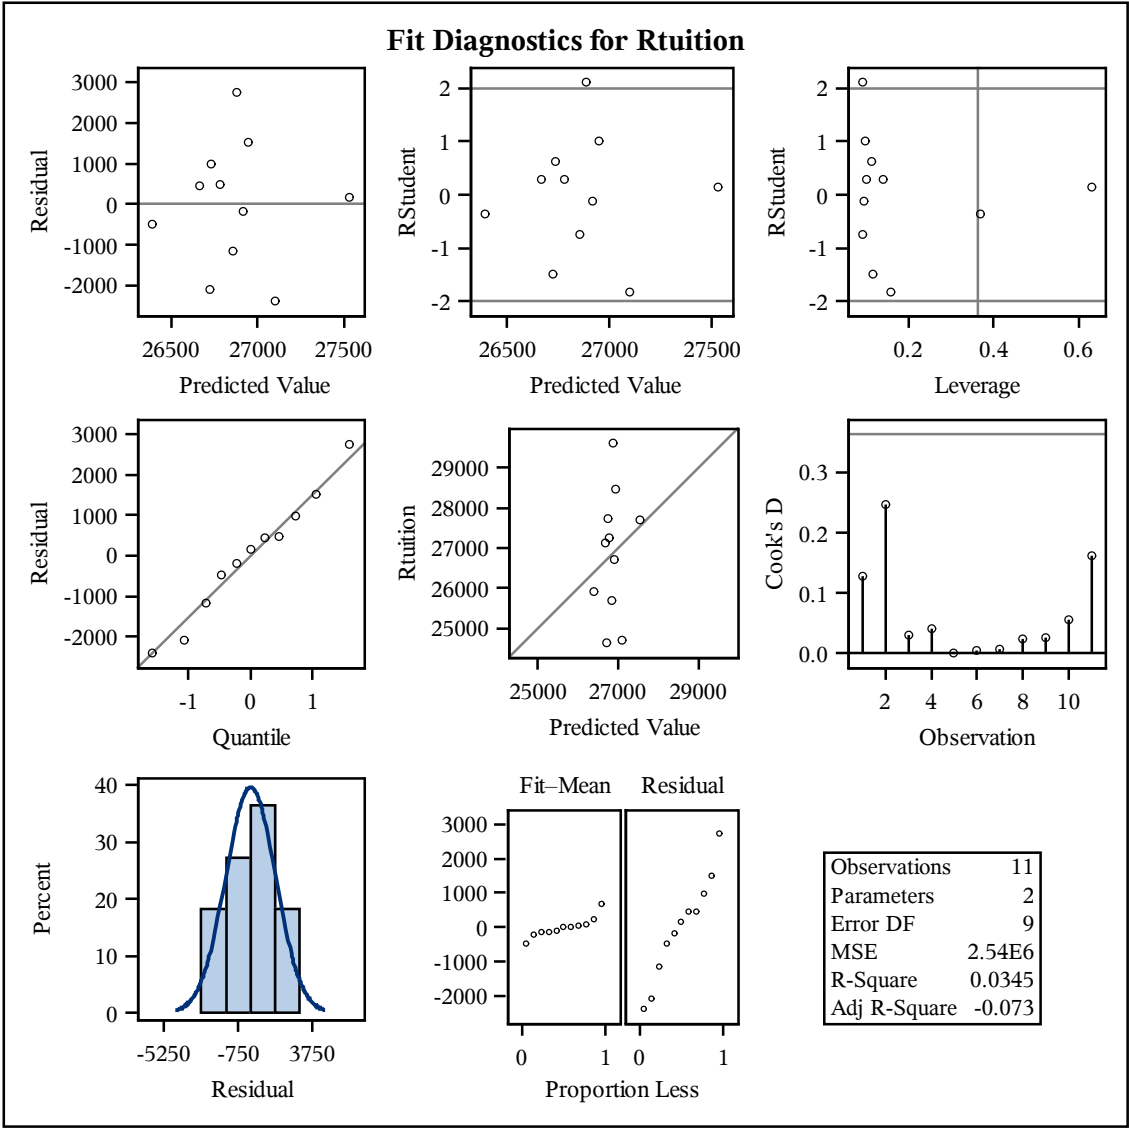 Fit Diagnostics for Rtuition
3000
2000
1000
0
-1000
-2000
Residual
26500 27000 27500
Predicted Value
2
1
0
-1
-2
RStudent
26500 27000 27500
Predicted Value
2
1
0
-1
-2
RStudent
0.2 0.4 0.6
Leverage
3000
2000
1000
0
-1000
-2000
Residual
-1 0 1
Quantile
29000
28000
27000
26000
25000
Rtuition
25000 27000 29000
Predicted Value
0.3
0.2
0.1
0.0
Cook's D
2 4 6 8 10
Observation
40
30
20
10
0
Percent
-5250 -750 3750
Residual
Fit–Mean Residual
3000
2000
1000
0
-1000
-2000
0 1 0 1
Proportion Less
Observations 11
Parameters 2
Error DF 9
MSE 2.54E6
R-Square 0.0345
Adj R-Square -0.073